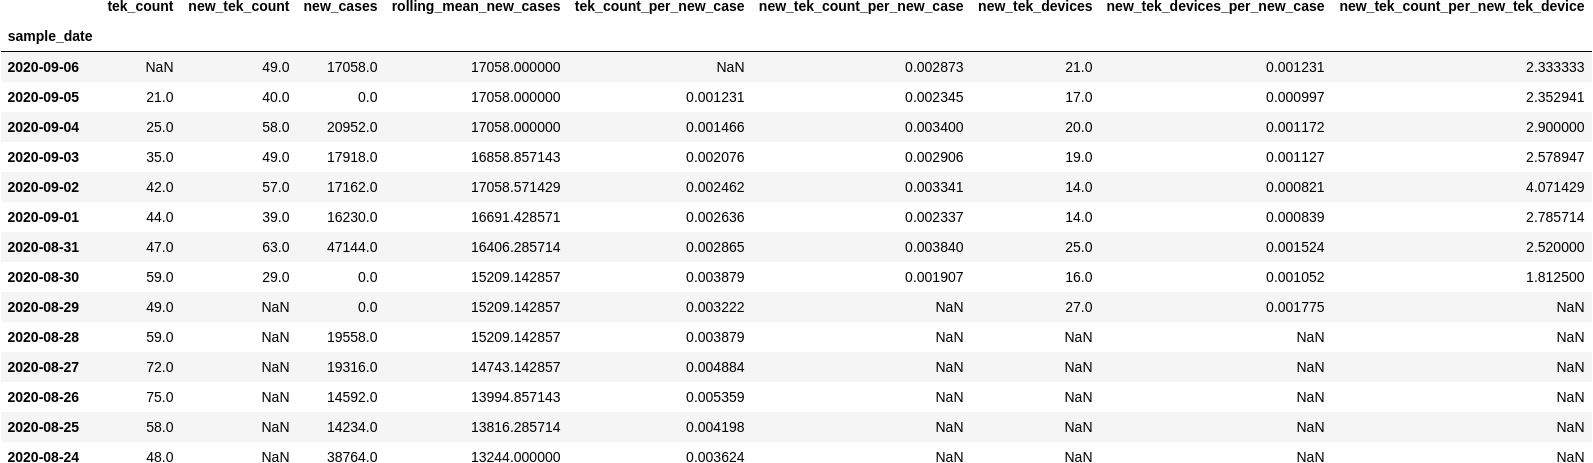 tek_count new_tek_count new_cases rolling_mean_new_cases tek_count_per_new_case new_tek_count_per_new_case new_tek_devices new_tek_devices_per_new_case new_tek_count_per_new_tek_device
sample_date
2020-09-06 NaN 49.0 17058.0 17058.000000 NaN 0.002873 21.0 0.001231 2.333333
2020-09-05 21.0 40.0 0.0 17058.000000 0.001231 0.002345 17.0 0.000997 2.352941
2020-09-04 25.0 58.0 20952.0 17058.000000 0.001466 0.003400 20.0 0.001172 2.900000
2020-09-03 35.0 49.0 17918.0 16858.857143 0.002076 0.002906 19.0 0.001127 2.578947
2020-09-02 42.0 57.0 17162.0 17058.571429 0.002462 0.003341 14.0 0.000821 4.071429
2020-09-01 44.0 39.0 16230.0 16691.428571 0.002636 0.002337 14.0 0.000839 2.785714
2020-08-31 47.0 63.0 47144.0 16406.285714 0.002865 0.003840 25.0 0.001524 2.520000
2020-08-30 59.0 29.0 0.0 15209.142857 0.003879 0.001907 16.0 0.001052 1.812500
2020-08-29 49.0 NaN 0.0 15209.142857 0.003222 NaN 27.0 0.001775 NaN
2020-08-28 59.0 NaN 19558.0 15209.142857 0.003879 NaN NaN NaN NaN
2020-08-27 72.0 NaN 19316.0 14743.142857 0.004884 NaN NaN NaN NaN
2020-08-26 75.0 NaN 14592.0 13994.857143 0.005359 NaN NaN NaN NaN
2020-08-25 58.0 NaN 14234.0 13816.285714 0.004198 NaN NaN NaN NaN
2020-08-24 48.0 NaN 38764.0 13244.000000 0.003624 NaN NaN NaN NaN